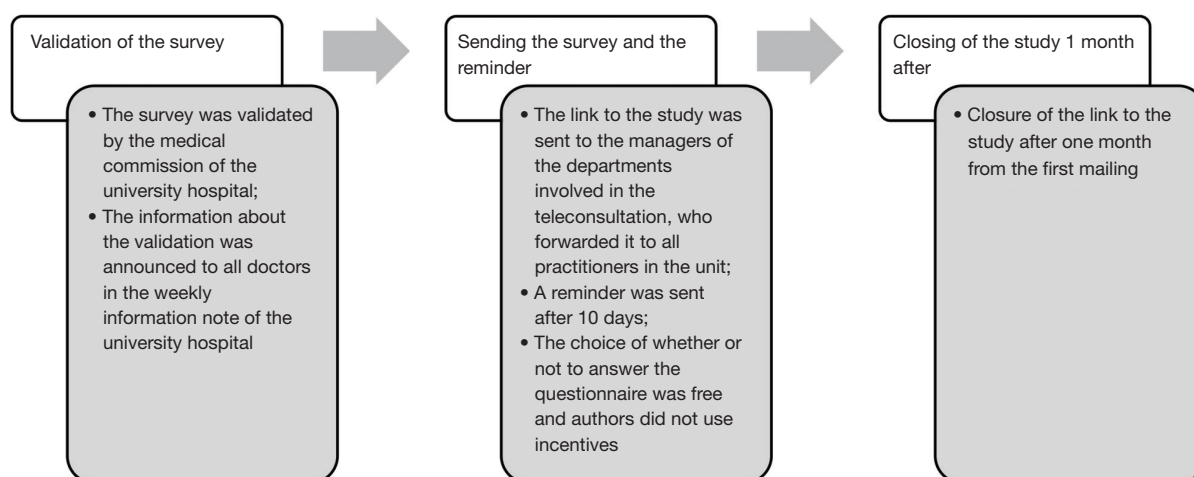 Validation of the survey
• The survey was validated
by the medical
commission of the
university hospital;
• The information about
the validation was
announced to all doctors
in the weekly
information note of the
university hospital
Sending the survey and the
reminder
• The link to the study was
sent to the managers of
the departments
involved in the
teleconsultation, who
forwarded it to all
practitioners in the unit;
• A reminder was sent
after 10 days;
• The choice of whether or
not to answer the
questionnaire was free
and authors did not use
incentives
Closing of the study 1 month
after
• Closure of the link to the
study after one month
from the first mailing